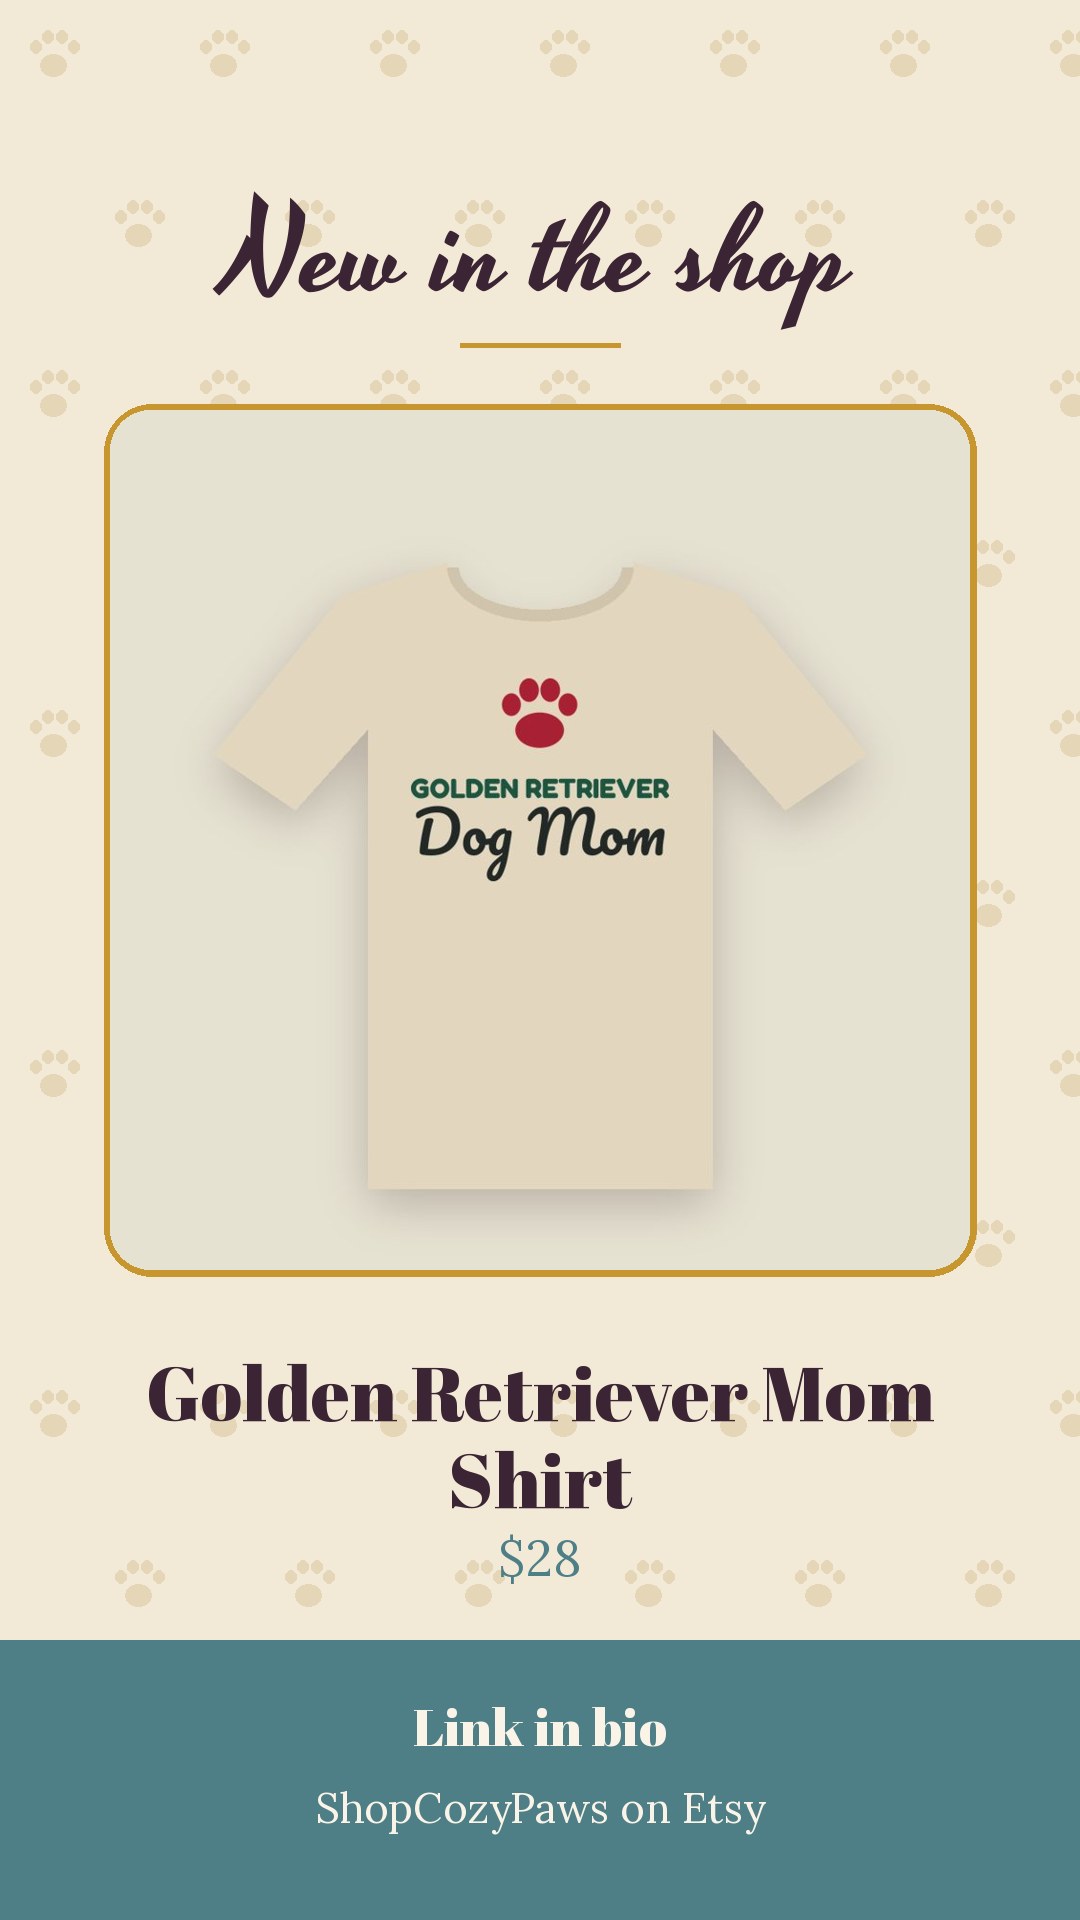 New in the shop
GOLDEN RETRIEVER
Dog Mom
Golden Retriever Mom
Shirt
$28
Link in bio
ShopCozyPaws on Etsy